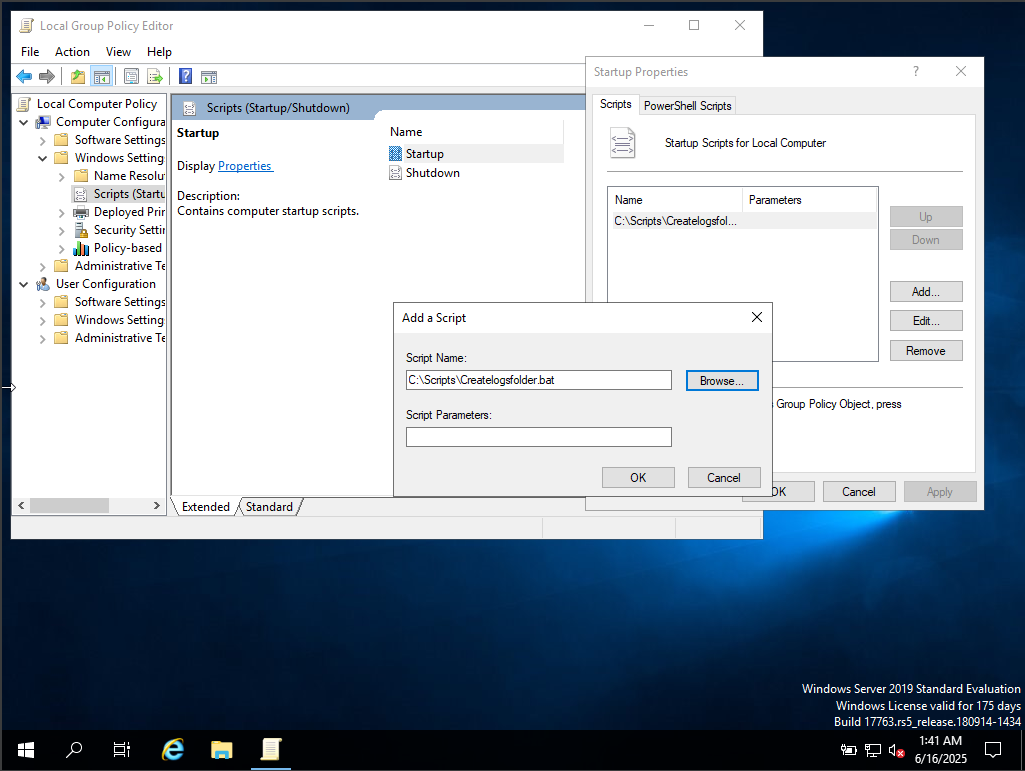 Local Group Policy Editor
File Action View Help
Local Computer Policy
Computer Configura
Software Settings
Windows Setting
Name Resolu
Scripts (Startu
Deployed Prin
Security Settin
Policy-based
Administrative Te
User Configuration
Software Settings
Windows Setting
Administrative Te
Scripts (Startup/Shutdown)
Startup
Display Properties
Description:
Contains computer startup scripts.
Name
Startup
Shutdown
Extended Standard
Startup Properties
?
Scripts PowerShell Scripts
Startup Scripts for Local Computer
Name Parameters
C:\Scripts\Createlogsfol...
Up
Down
Add...
Edit...
Remove
Group Policy Object, press
OK Cancel Apply
Add a Script
Script Name:
C:\Scripts\Createlogsfolder.bat
Browse...
Script Parameters:
OK Cancel
Windows Server 2019 Standard Evaluation
Windows License valid for 175 days
Build 17763.rs5_release.180914-1434
1:41 AM
6/16/2025